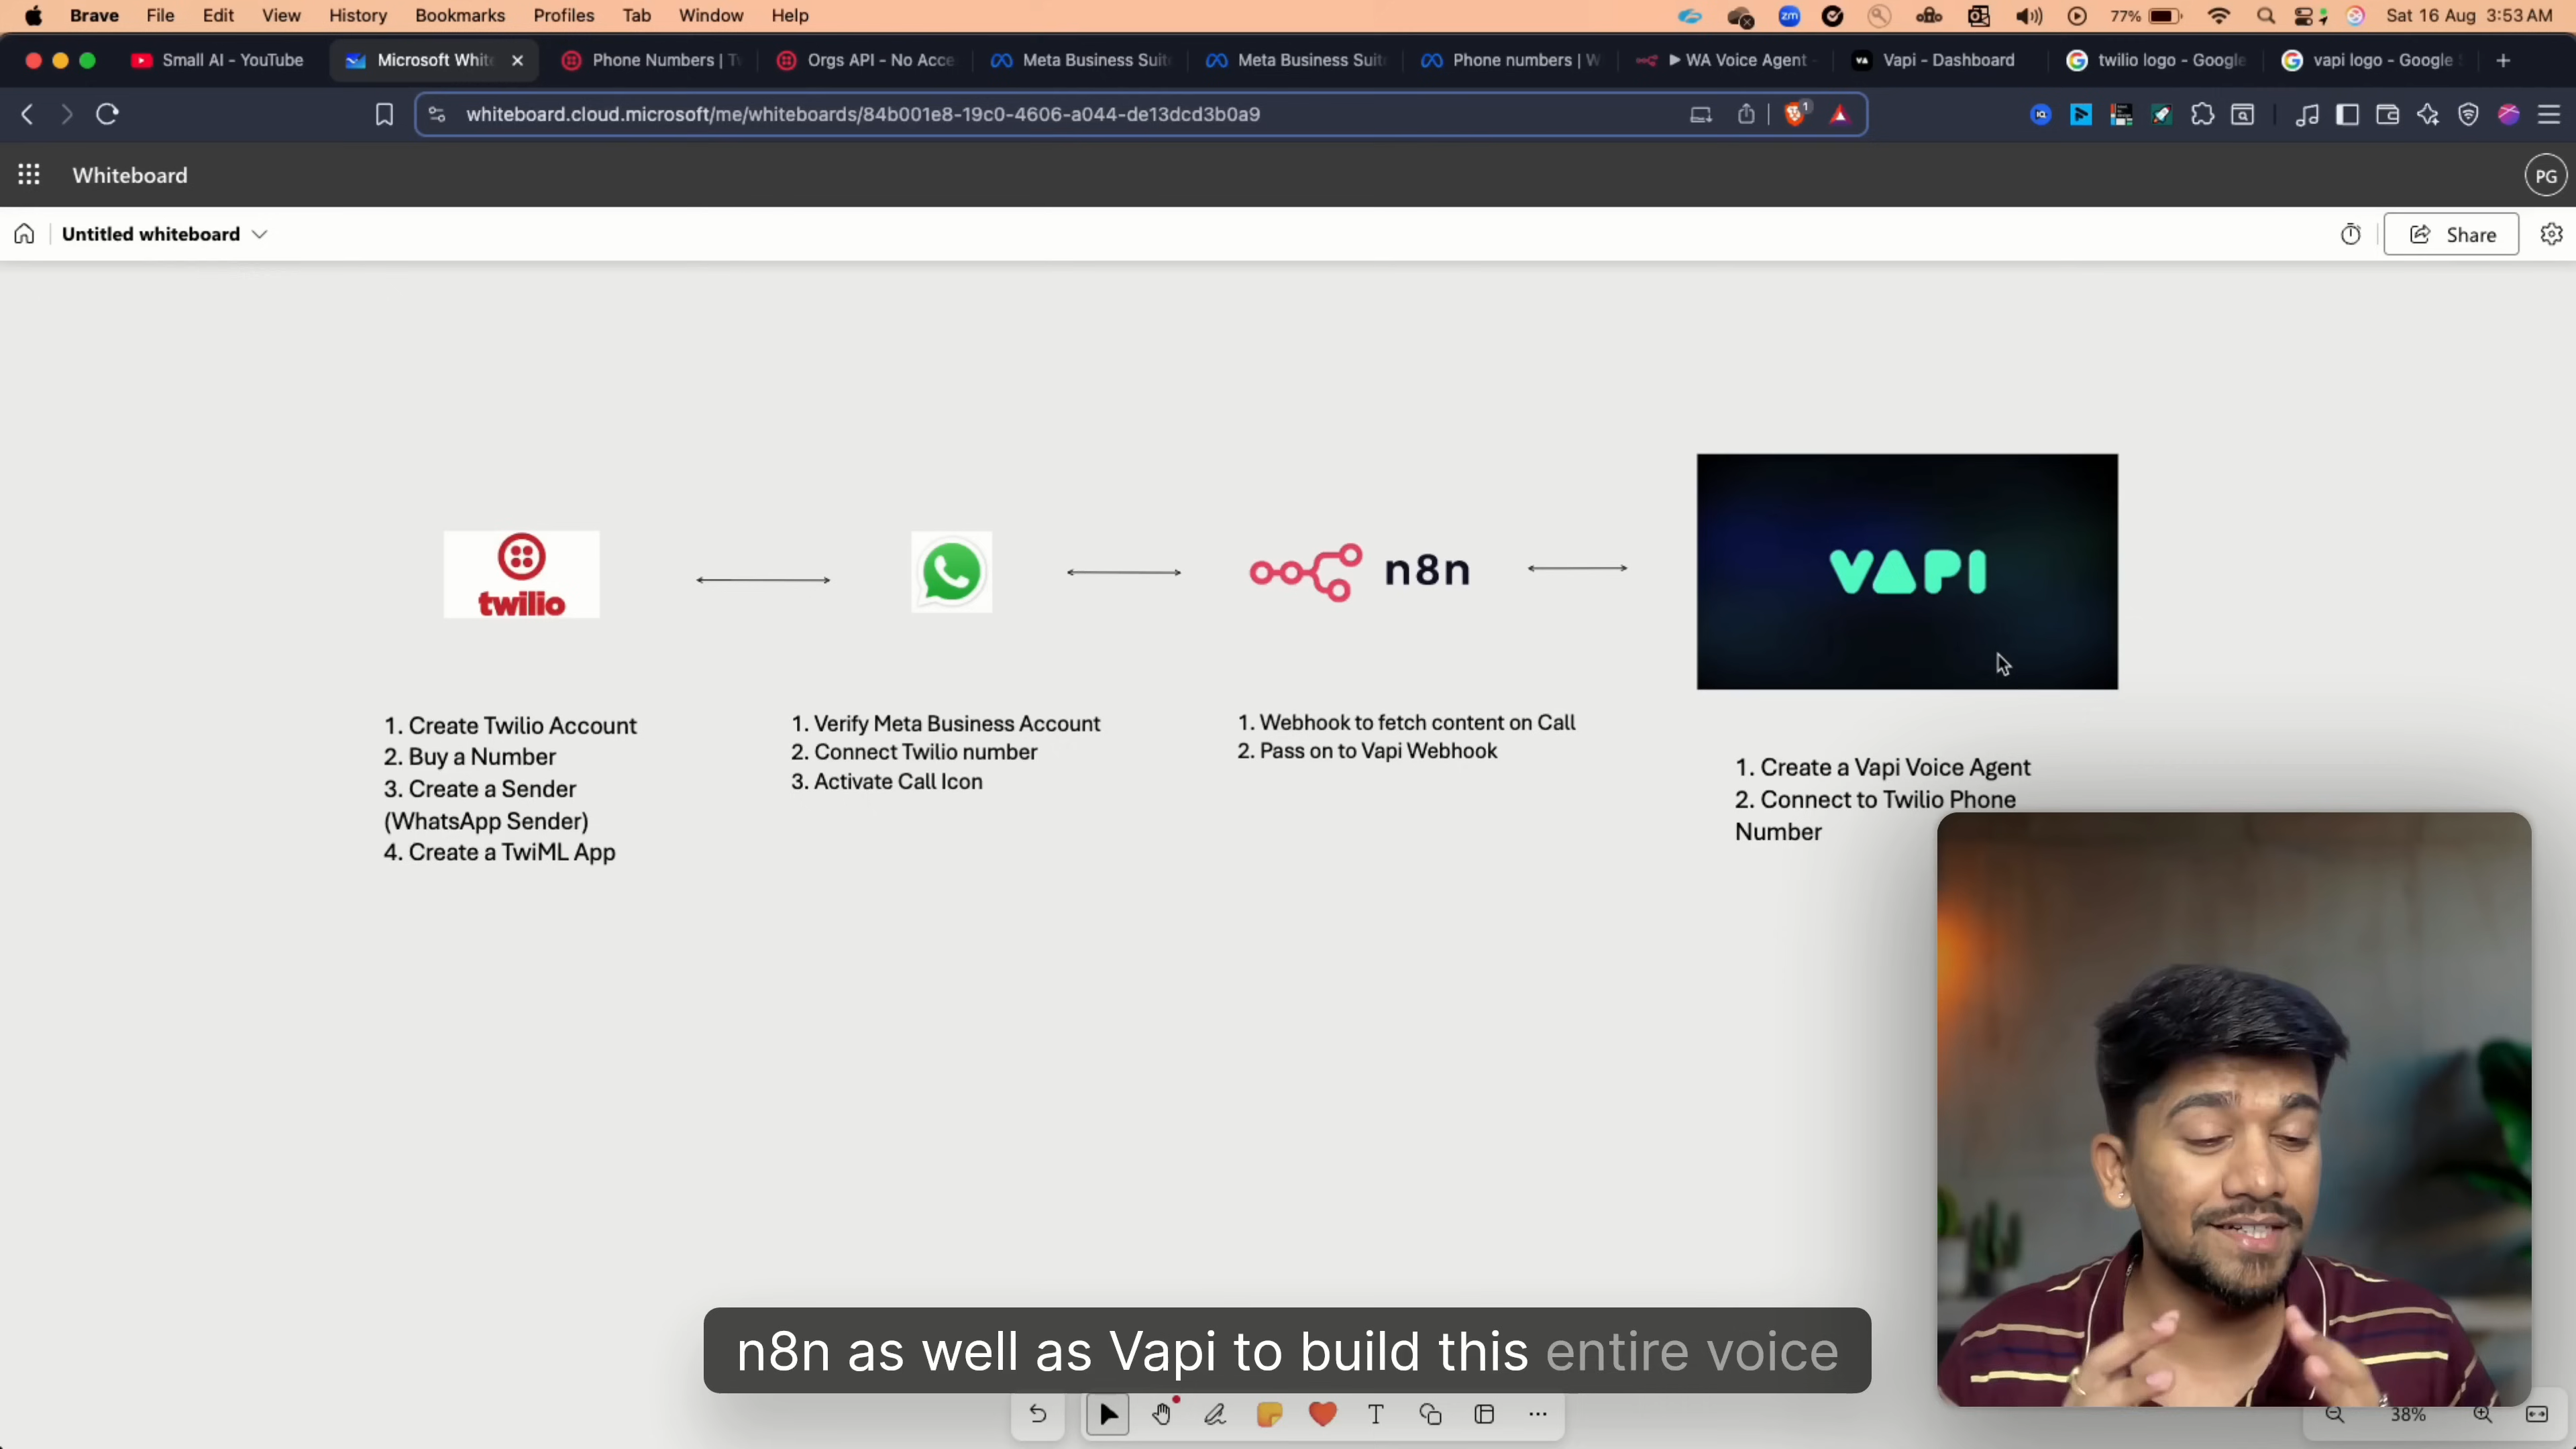 Brave File Edit View History Bookmarks Profiles Tab Window Help
zm 77% Sat 16 Aug 3:53 AM
Small AI - YouTube
Microsoft White
Phone Numbers | Tw
Orgs API - No Acce
Meta Business Suite
Meta Business Suite
Phone numbers | W
WA Voice Agent
Vapi - Dashboard
twilio logo - Google
vapi logo - Google S
whiteboard.cloud.microsoft/me/whiteboards/84b001e8-19c0-4606-a044-de13dcd3b0a9
1
Whiteboard
PG
Untitled whiteboard
Share
twilio
n8n
VAPI
1. Create Twilio Account
2. Buy a Number
3. Create a Sender
(WhatsApp Sender)
4. Create a TwiML App
1. Verify Meta Business Account
2. Connect Twilio number
3. Activate Call Icon
1. Webhook to fetch content on Call
2. Pass on to Vapi Webhook
1. Create a Vapi Voice Agent
2. Connect to Twilio Phone
Number
n8n as well as Vapi to build this entire voice
T
38%